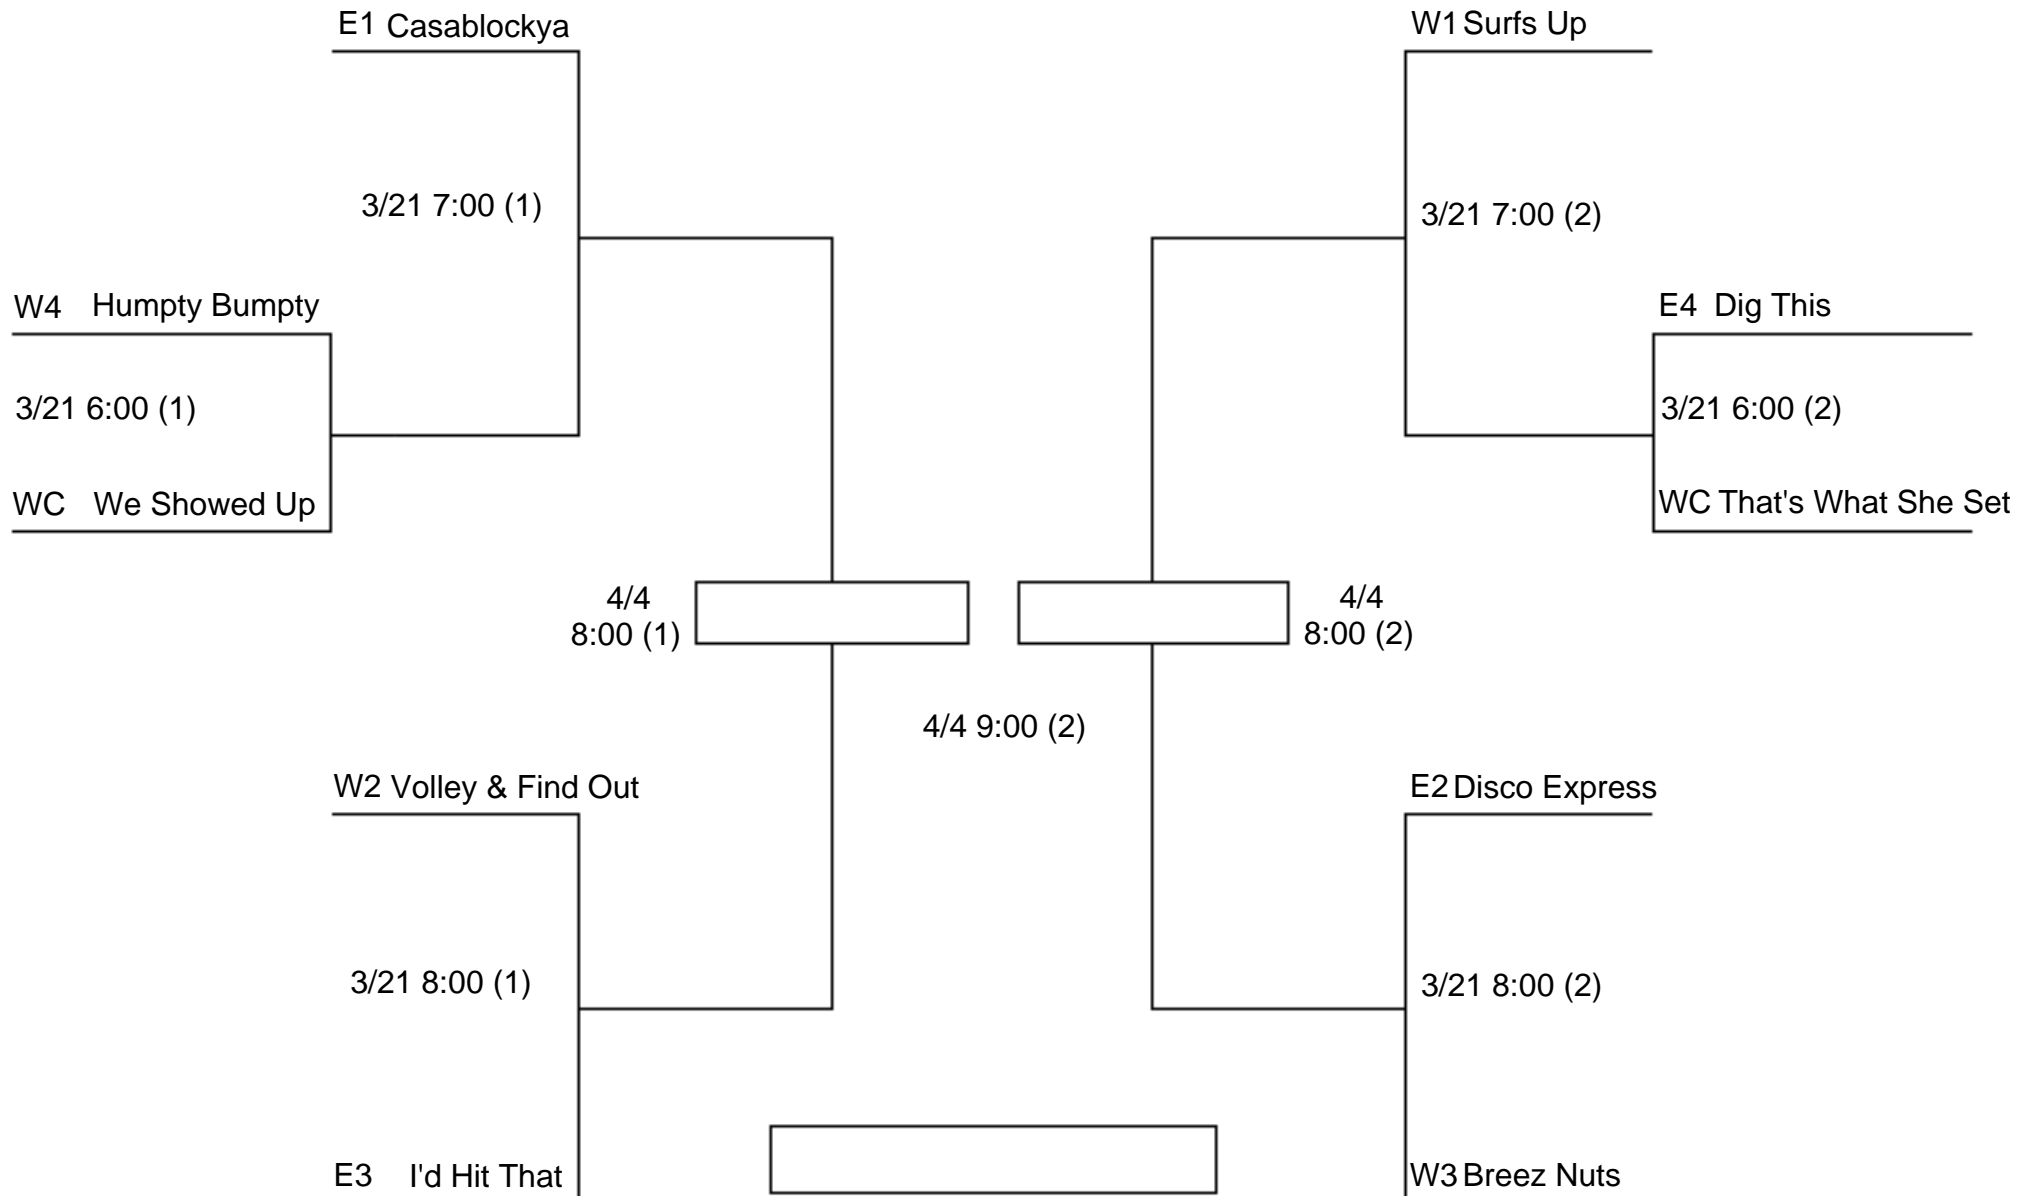 E1 Casablockya
W1 Surfs Up
3/21 7:00 (1)
3/21 7:00 (2)
W4 Humpty Bumpty
E4 Dig This
3/21 6:00 (1)
3/21 6:00 (2)
WC We Showed Up
WC That's What She Set
4/4
8:00 (1)
4/4
8:00 (2)
4/4 9:00 (2)
W2 Volley & Find Out
E2 Disco Express
3/21 8:00 (1)
3/21 8:00 (2)
E3 I'd Hit That
W3 Breez Nuts